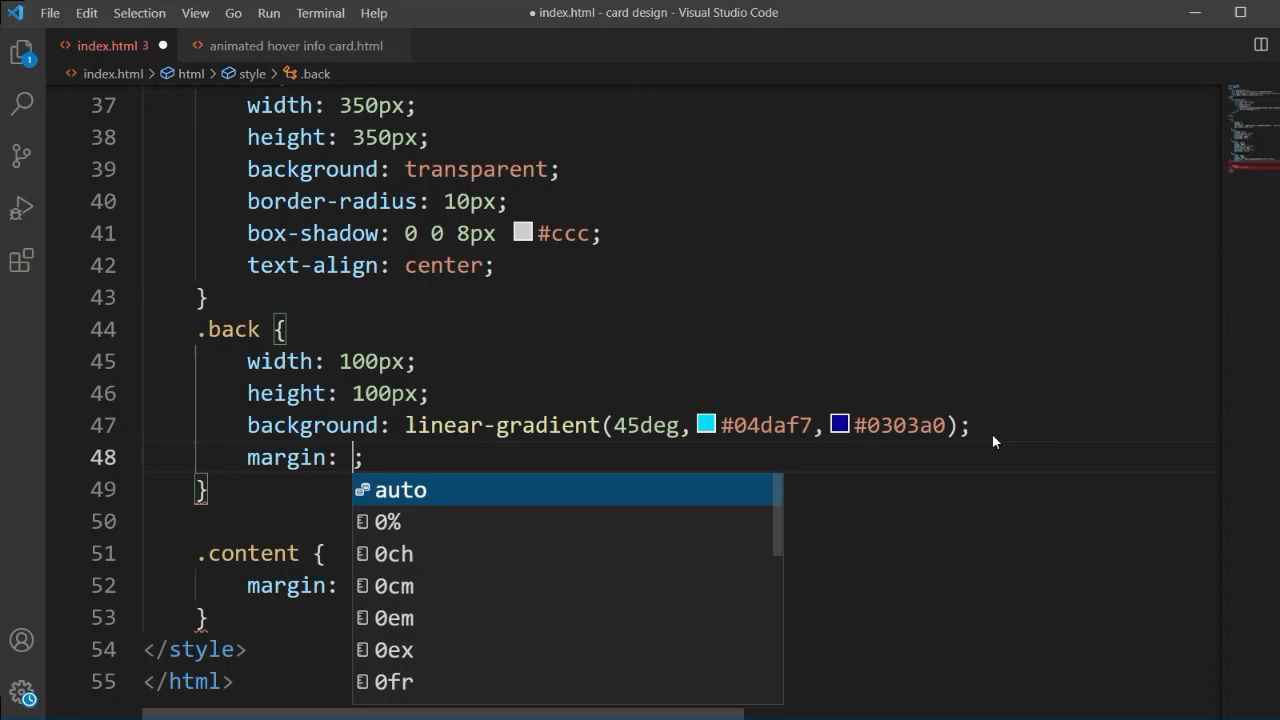 File Edit Selection View Go Run Terminal Help ● index.html - card design - Visual Studio Code
index.html 3 animated hover info card.html
index.html > html > style > .back
37 width: 350px;
38 height: 350px;
39 background: transparent;
40 border-radius: 10px;
41 box-shadow: 0 0 8px #ccc;
42 text-align: center;
43 }
44 .back {
45 width: 100px;
46 height: 100px;
47 background: linear-gradient(45deg,#04daf7,#0303a0);
48 margin: ;
49 }
auto
50
0%
51 .content {
0ch
52 margin:
0cm
53 }
0em
54 </style>
0ex
55 </html>
0fr
1